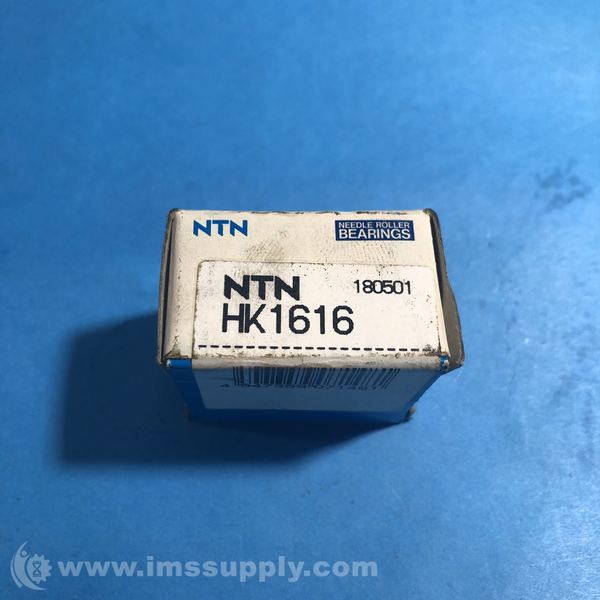 NTN
NEEDLE ROLLER
BEARINGS
NTN 180501
HK1616
www.imssupply.com